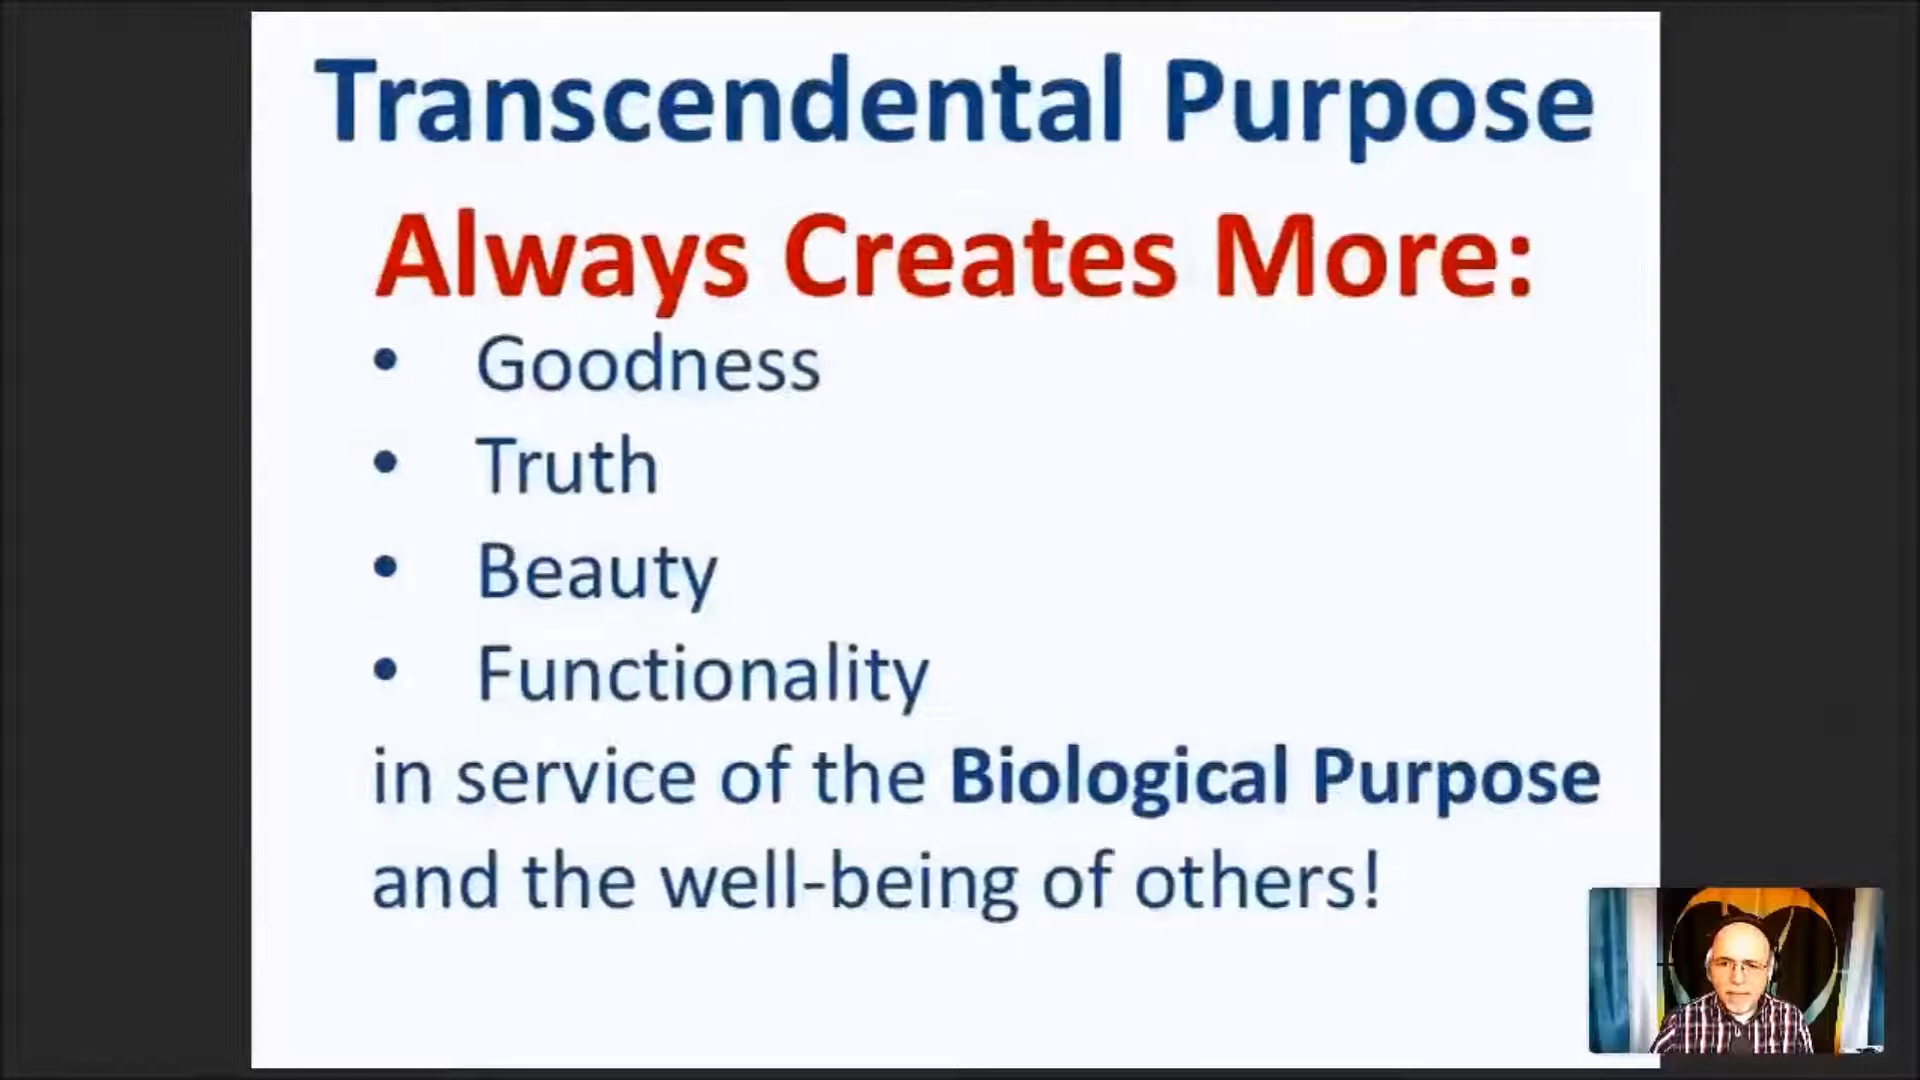 Transcendental Purpose
Always Creates More:
• Goodness
• Truth
• Beauty
• Functionality
in service of the Biological Purpose
and the well-being of others!